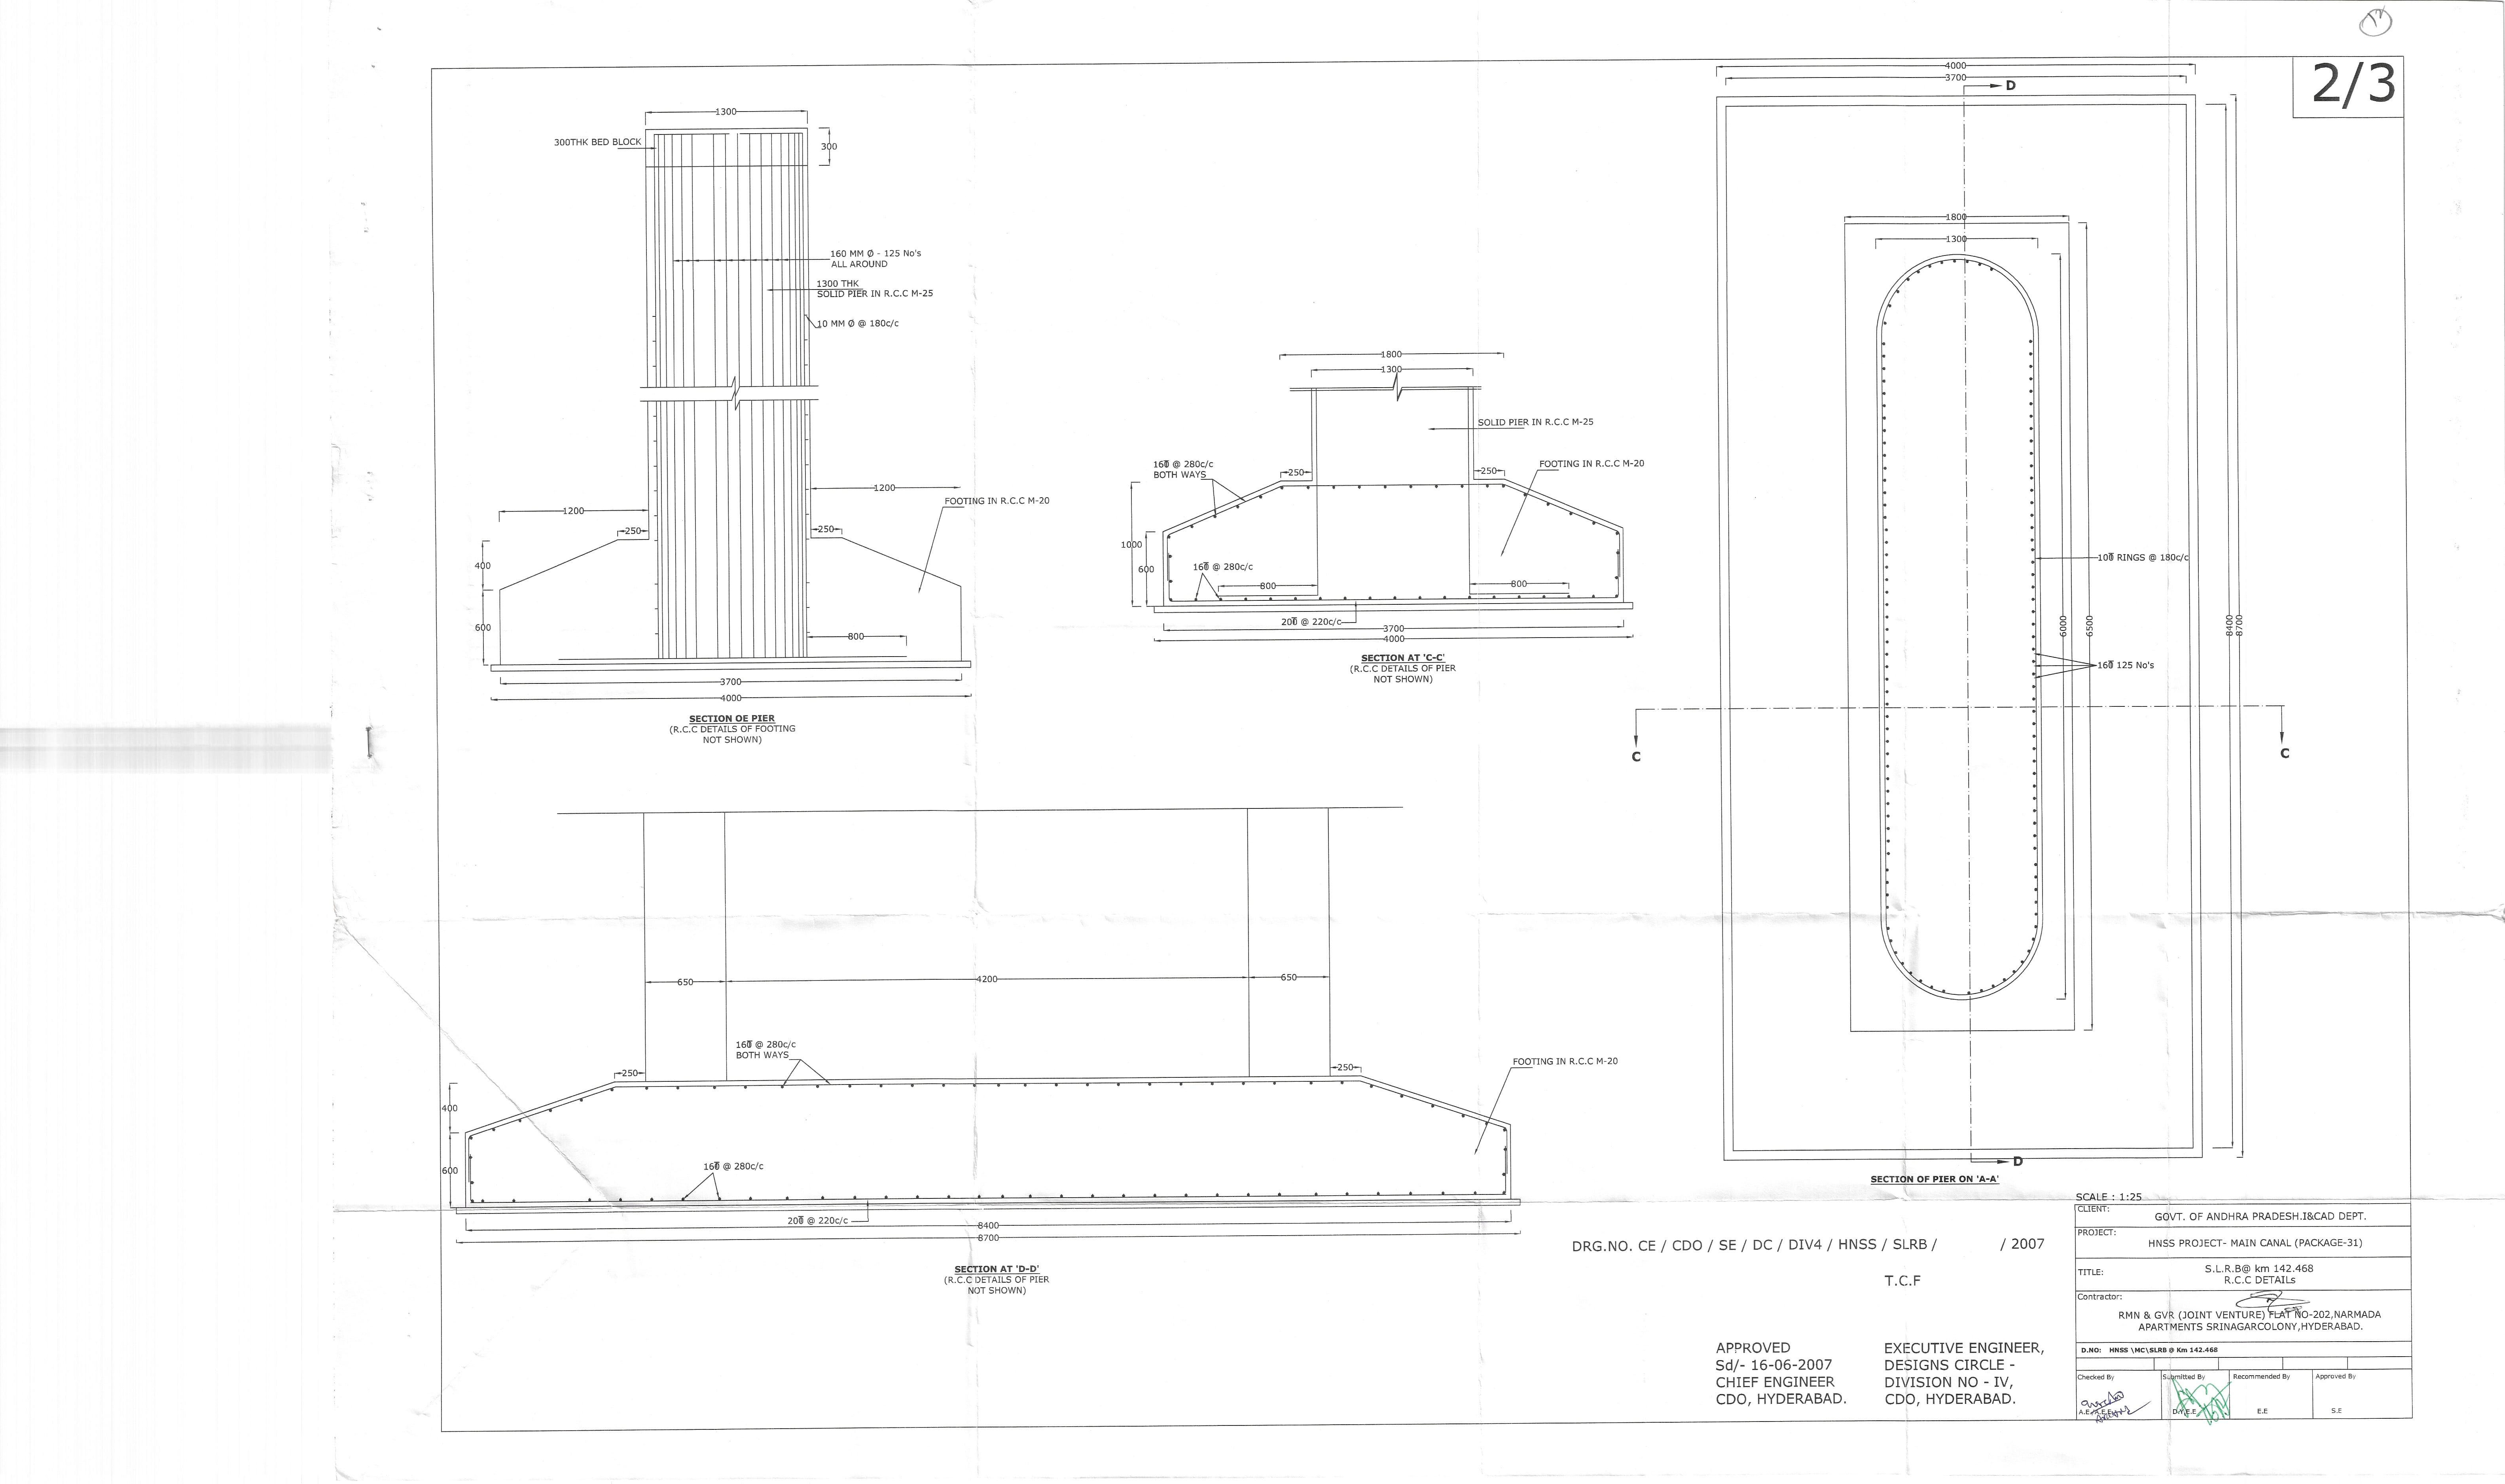 2/3
1300
300THK BED BLOCK
300
160 MM Ø - 125 No's
ALL AROUND
1300 THK
SOLID PIER IN R.C.C M-25
10 MM Ø @ 180c/c
1200
1200
FOOTING IN R.C.C M-20
250
250
400
600
800
3700
4000
SECTION OE PIER
(R.C.C DETAILS OF FOOTING
NOT SHOWN)
1800
1300
SOLID PIER IN R.C.C M-25
16Ŧ @ 280c/c
BOTH WAYS
250
250
FOOTING IN R.C.C M-20
1000
600
16Ŧ @ 280c/c
800
800
20Ŧ @ 220c/c
3700
4000
SECTION AT 'C-C'
(R.C.C DETAILS OF PIER
NOT SHOWN)
4000
3700
D
1800
1300
10Ŧ RINGS @ 180c/c
6000
6500
8400
8700
16Ŧ 125 No's
C
C
D
SECTION OF PIER ON 'A-A'
650
4200
650
16Ŧ @ 280c/c
BOTH WAYS
250
250
FOOTING IN R.C.C M-20
400
600
16Ŧ @ 280c/c
20Ŧ @ 220c/c
8400
8700
SECTION AT 'D-D'
(R.C.C DETAILS OF PIER
NOT SHOWN)
DRG.NO. CE / CDO / SE / DC / DIV4 / HNSS / SLRB / / 2007
T.C.F
APPROVED
Sd/- 16-06-2007
CHIEF ENGINEER
CDO, HYDERABAD.
EXECUTIVE ENGINEER,
DESIGNS CIRCLE -
DIVISION NO - IV,
CDO, HYDERABAD.
SCALE : 1:25
CLIENT:
GOVT. OF ANDHRA PRADESH.I&CAD DEPT.
PROJECT:
HNSS PROJECT- MAIN CANAL (PACKAGE-31)
TITLE:
S.L.R.B@ km 142.468
R.C.C DETAILs
Contractor:
RMN & GVR (JOINT VENTURE) FLAT NO-202,NARMADA
APARTMENTS SRINAGARCOLONY,HYDERABAD.
D.NO: HNSS \MC\SLRB @ Km 142.468
Checked By
Submitted By
Recommended By
Approved By
A.E./A.E.E
D.Y.E.E
E.E
S.E